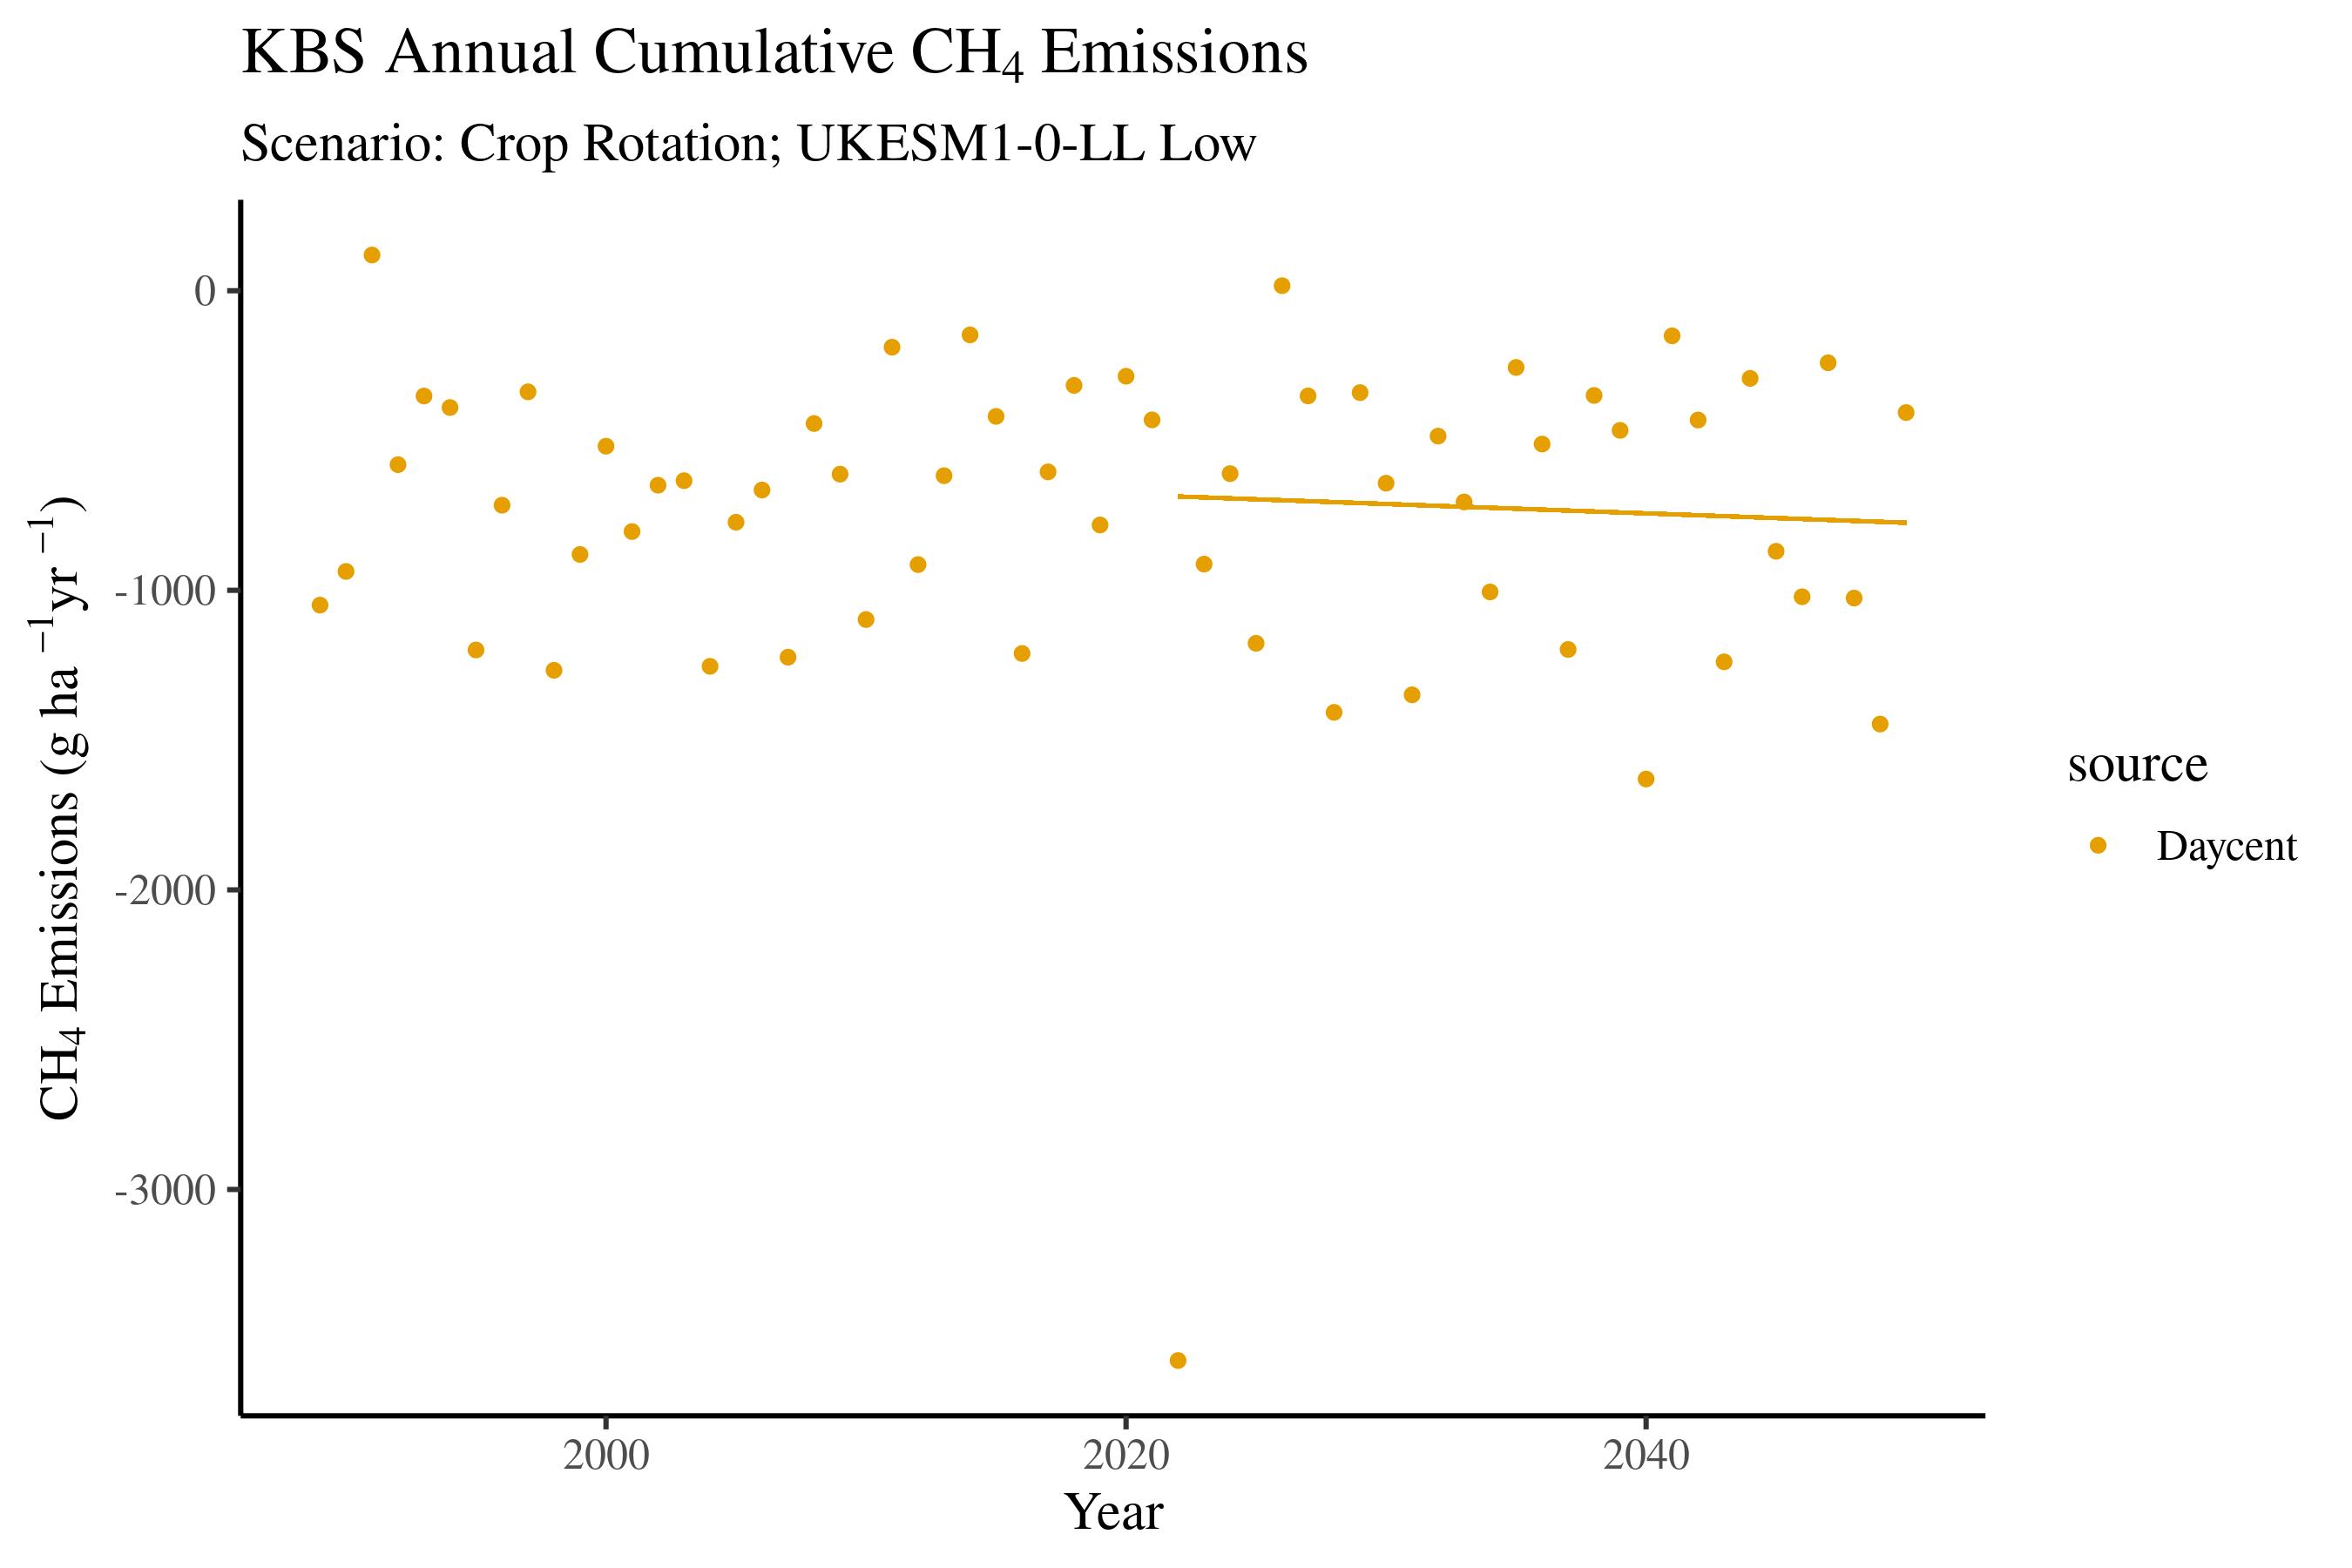 KBS Annual Cumulative CH₄ Emissions
Scenario: Crop Rotation; UKESM1-0-LL Low
CH₄ Emissions (g ha⁻¹yr⁻¹)
0
-1000
-2000
-3000
2000
2020
2040
Year
source
Daycent